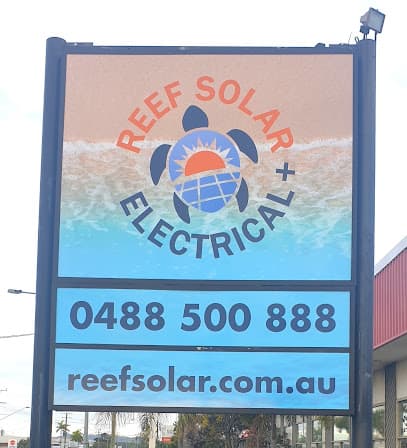 REEF SOLAR
+ ELECTRICAL
0488 500 888
reefsolar.com.au